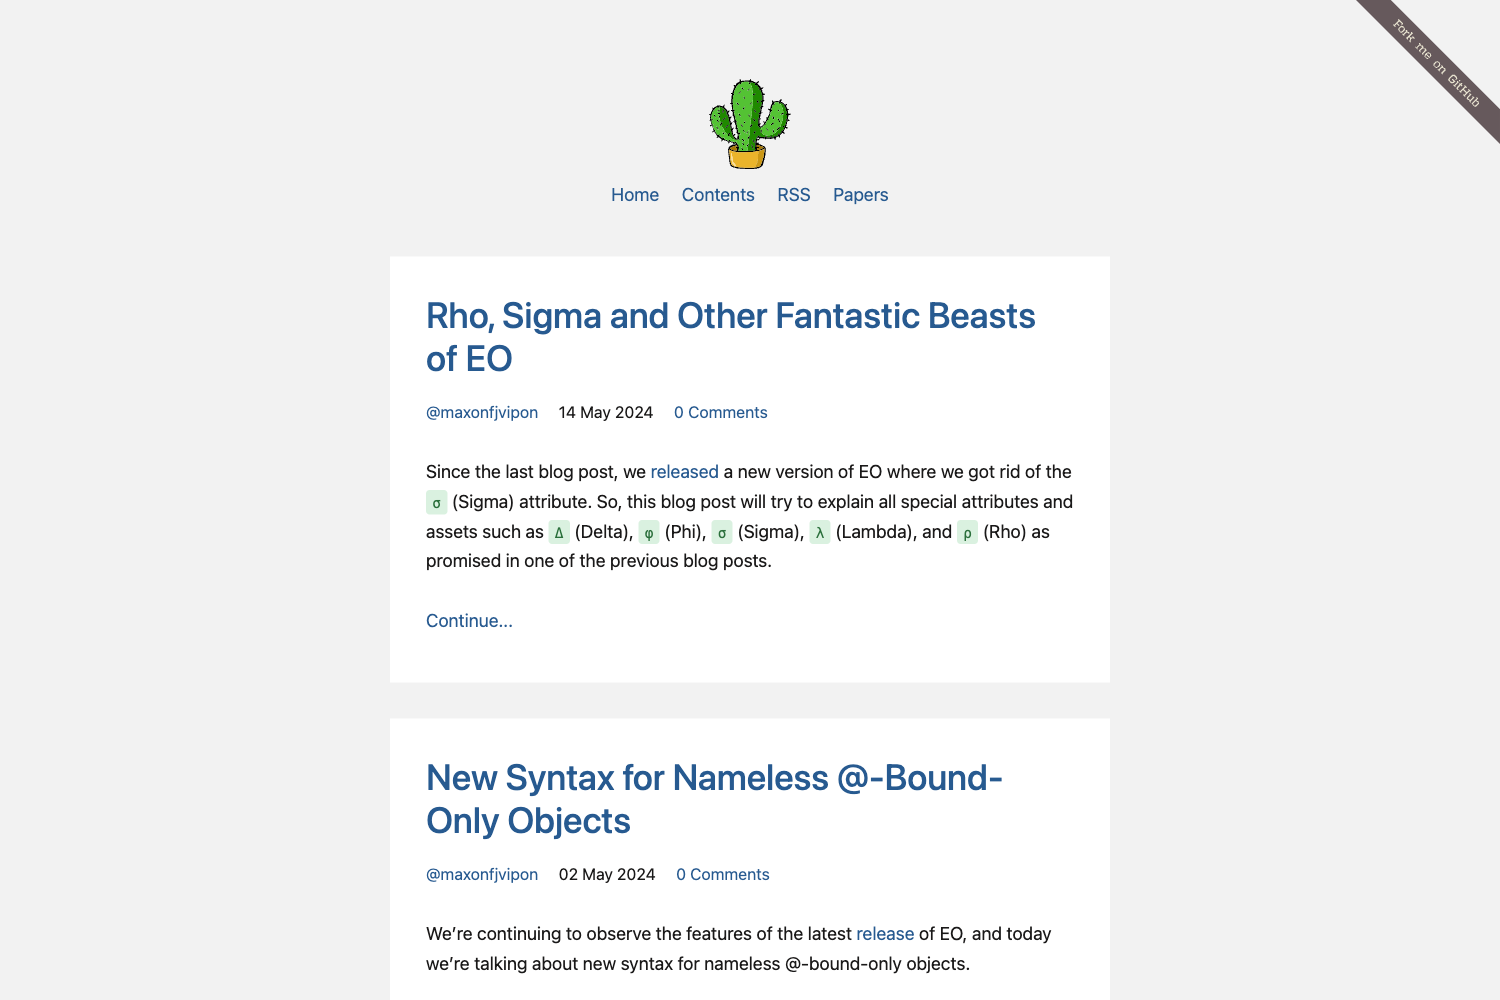 Fork me on GitHub
Home Contents RSS Papers
Rho, Sigma and Other Fantastic Beasts
of EO
@maxonfjvipon 14 May 2024 0 Comments
Since the last blog post, we released a new version of EO where we got rid of the
σ (Sigma) attribute. So, this blog post will try to explain all special attributes and
assets such as Δ (Delta), φ (Phi), σ (Sigma), λ (Lambda), and ρ (Rho) as
promised in one of the previous blog posts.
Continue...
New Syntax for Nameless @-Bound-
Only Objects
@maxonfjvipon 02 May 2024 0 Comments
We’re continuing to observe the features of the latest release of EO, and today
we’re talking about new syntax for nameless @-bound-only objects.